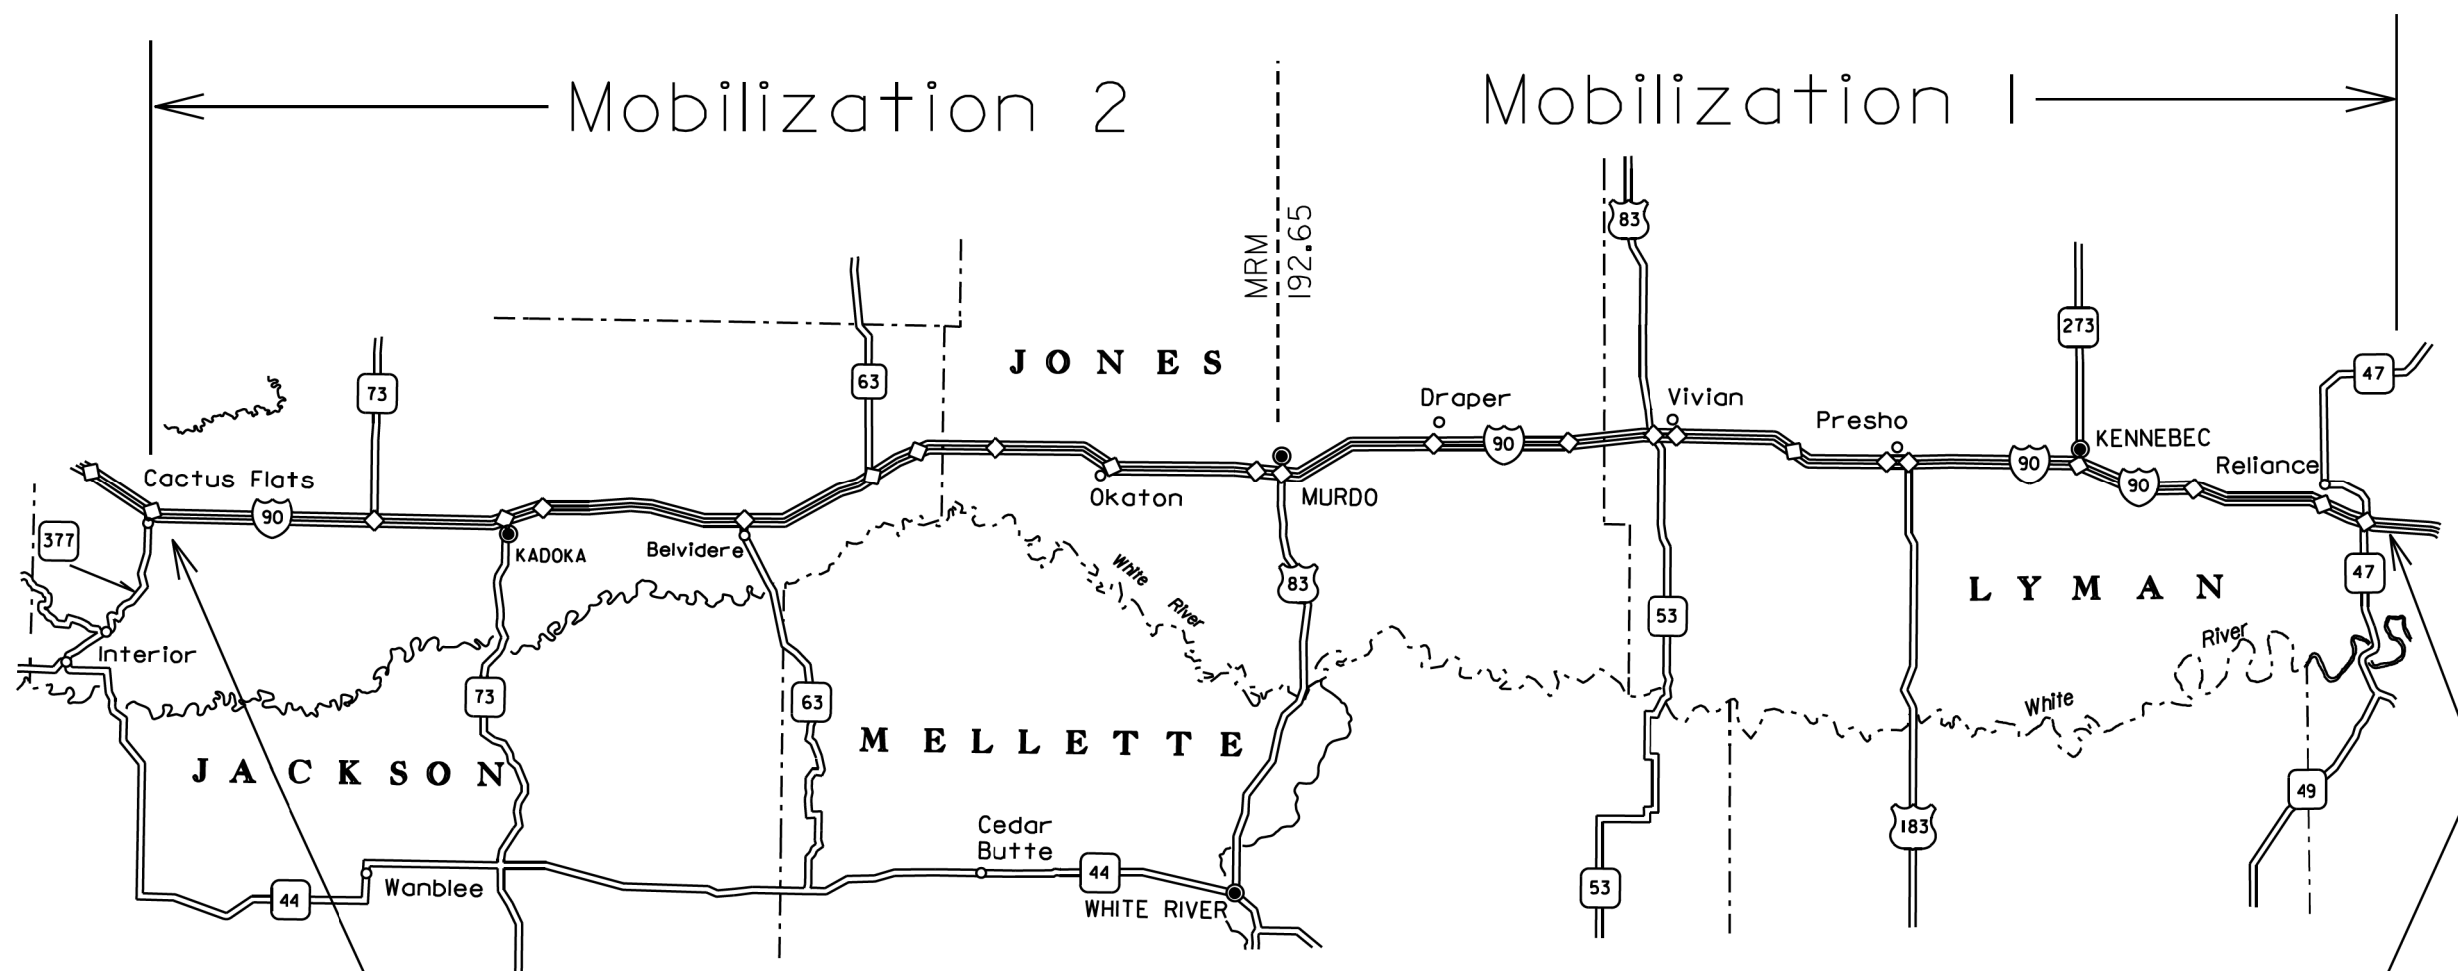 Mobilization 2
Mobilization 1
MRM
192.65
83
273
JONES
73
63
47
Draper
Vivian
Presho
KENNEBEC
90
90
90
Reliance
Cactus Flats
90
Okaton
MURDO
377
KADOKA
Belvidere
White
River
83
53
LYMAN
47
River
White
Interior
73
63
MELLETTE
JACKSON
49
183
Cedar
Butte
44
Wanblee
44
WHITE RIVER
53